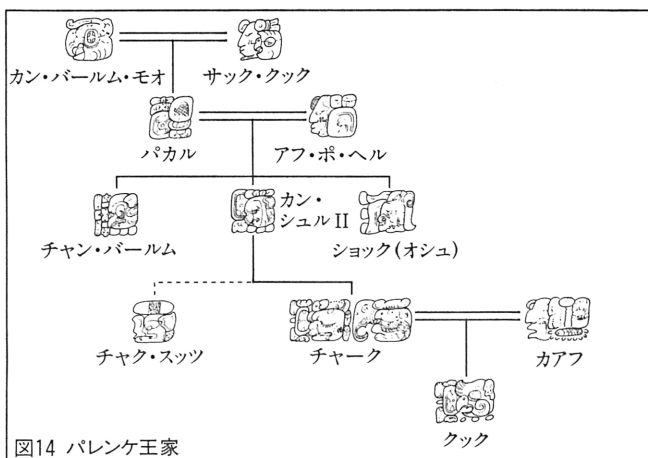 カン・バールム・モオ
サック・クック
パカル
アフ・ポ・ヘル
チャン・バールム
カン・
シュルⅡ
ショック(オシュ)
チャク・スッツ
チャーク
カアフ
クック
図14 パレンケ王家